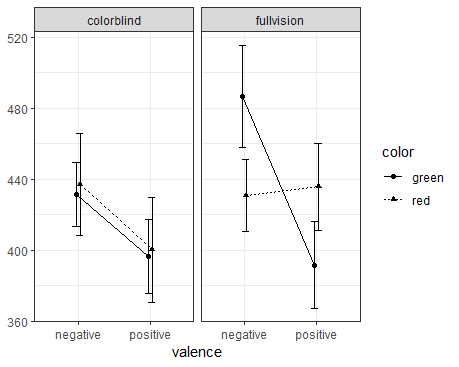 colorblind fullvision
520
480
440
400
360
negative positive negative positive
valence
color
green
red